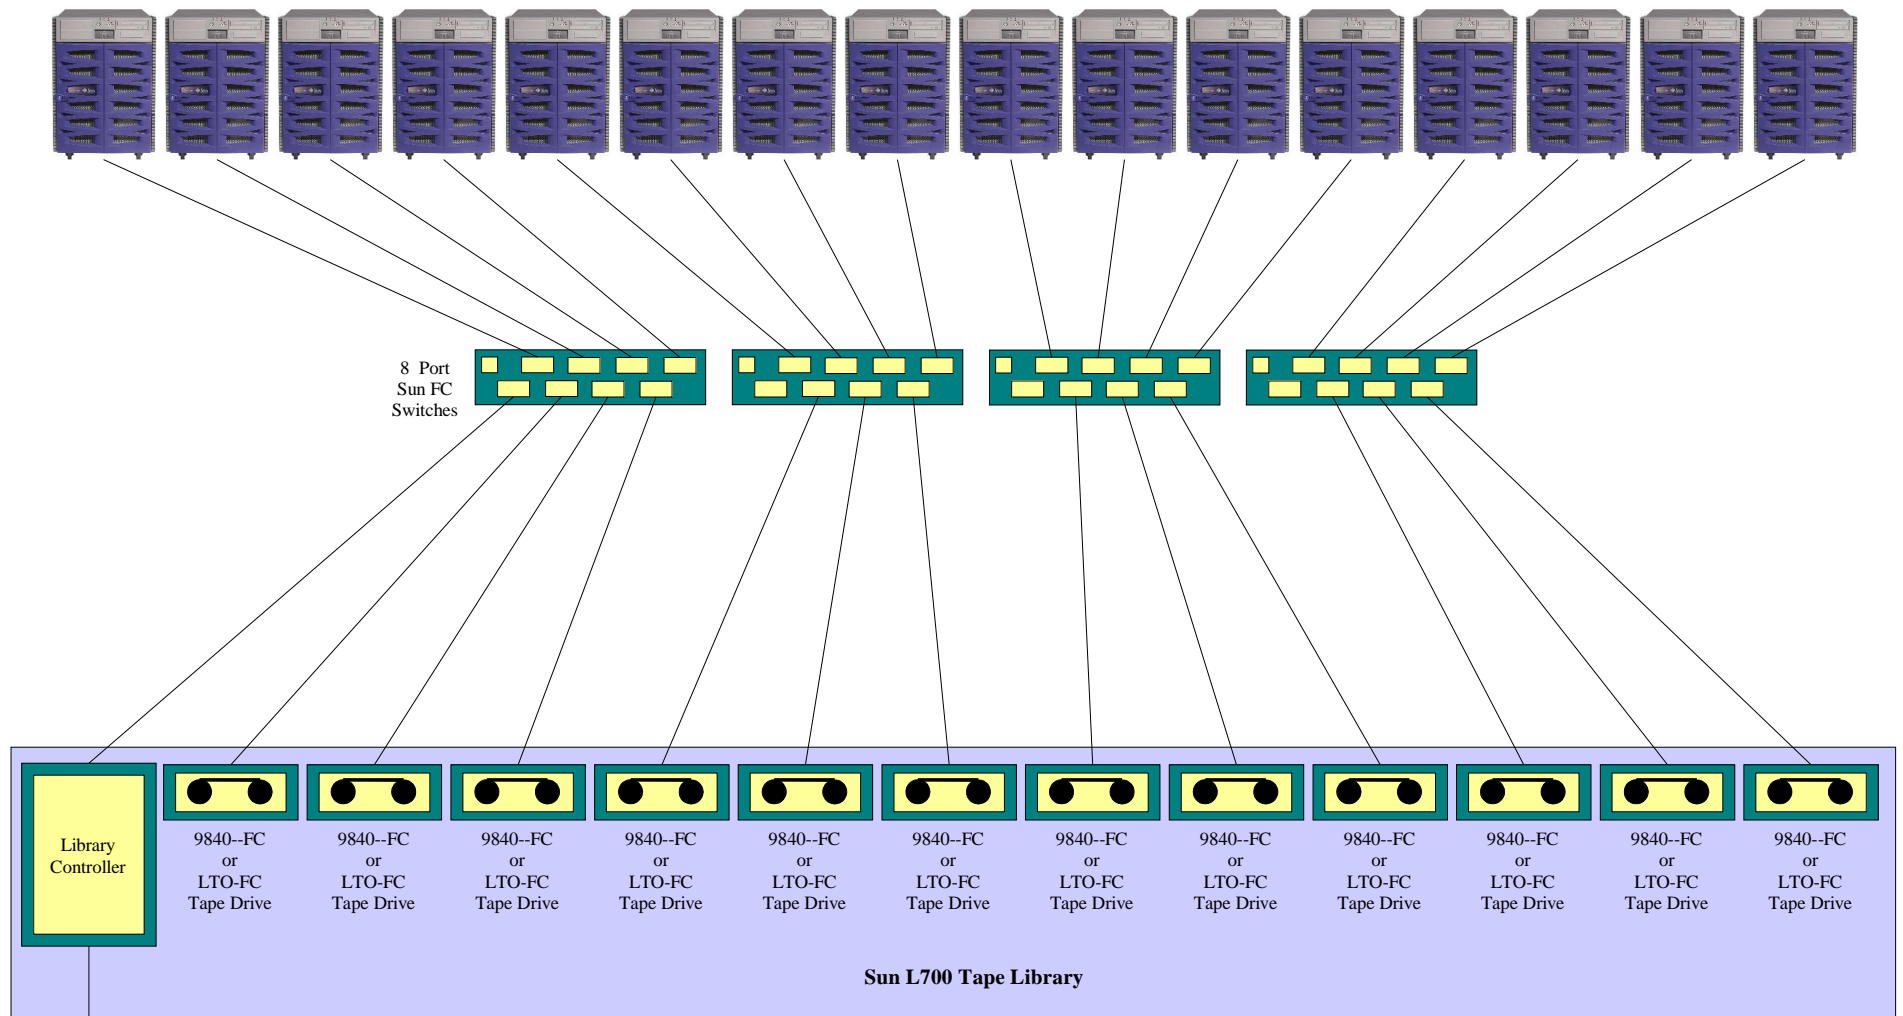 8 Port
Sun FC
Switches
Library
Controller
9840--FC
or
LTO-FC
Tape Drive
9840--FC
or
LTO-FC
Tape Drive
9840--FC
or
LTO-FC
Tape Drive
9840--FC
or
LTO-FC
Tape Drive
9840--FC
or
LTO-FC
Tape Drive
9840--FC
or
LTO-FC
Tape Drive
9840--FC
or
LTO-FC
Tape Drive
9840--FC
or
LTO-FC
Tape Drive
9840--FC
or
LTO-FC
Tape Drive
9840--FC
or
LTO-FC
Tape Drive
9840--FC
or
LTO-FC
Tape Drive
9840--FC
or
LTO-FC
Tape Drive
Sun L700 Tape Library